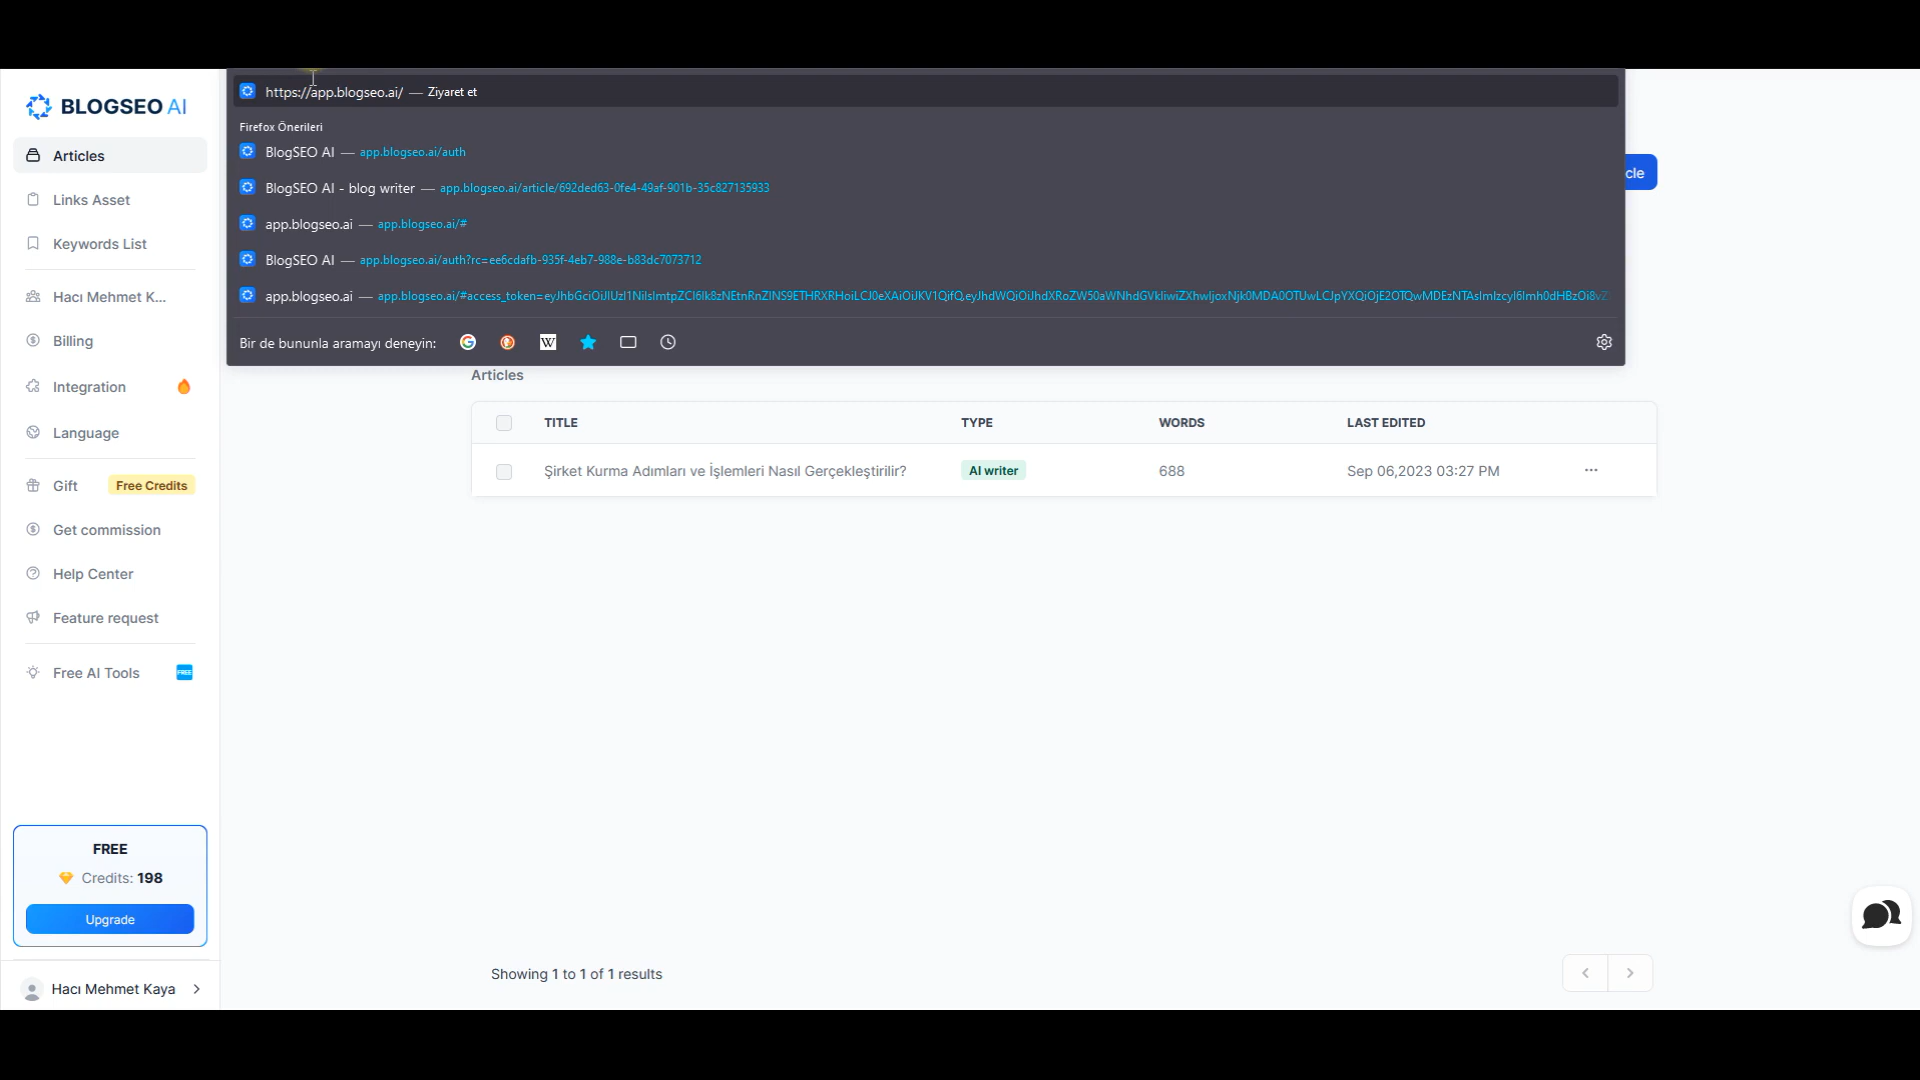 BLOGSEO AI
Articles
Links Asset
Keywords List
Hacı Mehmet K...
Billing
Integration
Language
Gift Free Credits
Get commission
Help Center
Feature request
Free AI Tools FREE
FREE
Credits: 198
Upgrade
Hacı Mehmet Kaya
https://app.blogseo.ai/ — Ziyaret et
Firefox Önerileri
BlogSEO AI — app.blogseo.ai/auth
BlogSEO AI - blog writer — app.blogseo.ai/article/692ded63-0fe4-49af-901b-35c827135933
app.blogseo.ai — app.blogseo.ai/#
BlogSEO AI — app.blogseo.ai/auth?rc=ee6cdafb-935f-4eb7-988e-b83dc7073712
app.blogseo.ai
Bir de bununla aramayı deneyin:
W
cle
Articles
TITLE TYPE WORDS LAST EDITED
Şirket Kurma Adımları ve İşlemleri Nasıl Gerçekleştirilir? AI writer 688 Sep 06,2023 03:27 PM
Showing 1 to 1 of 1 results